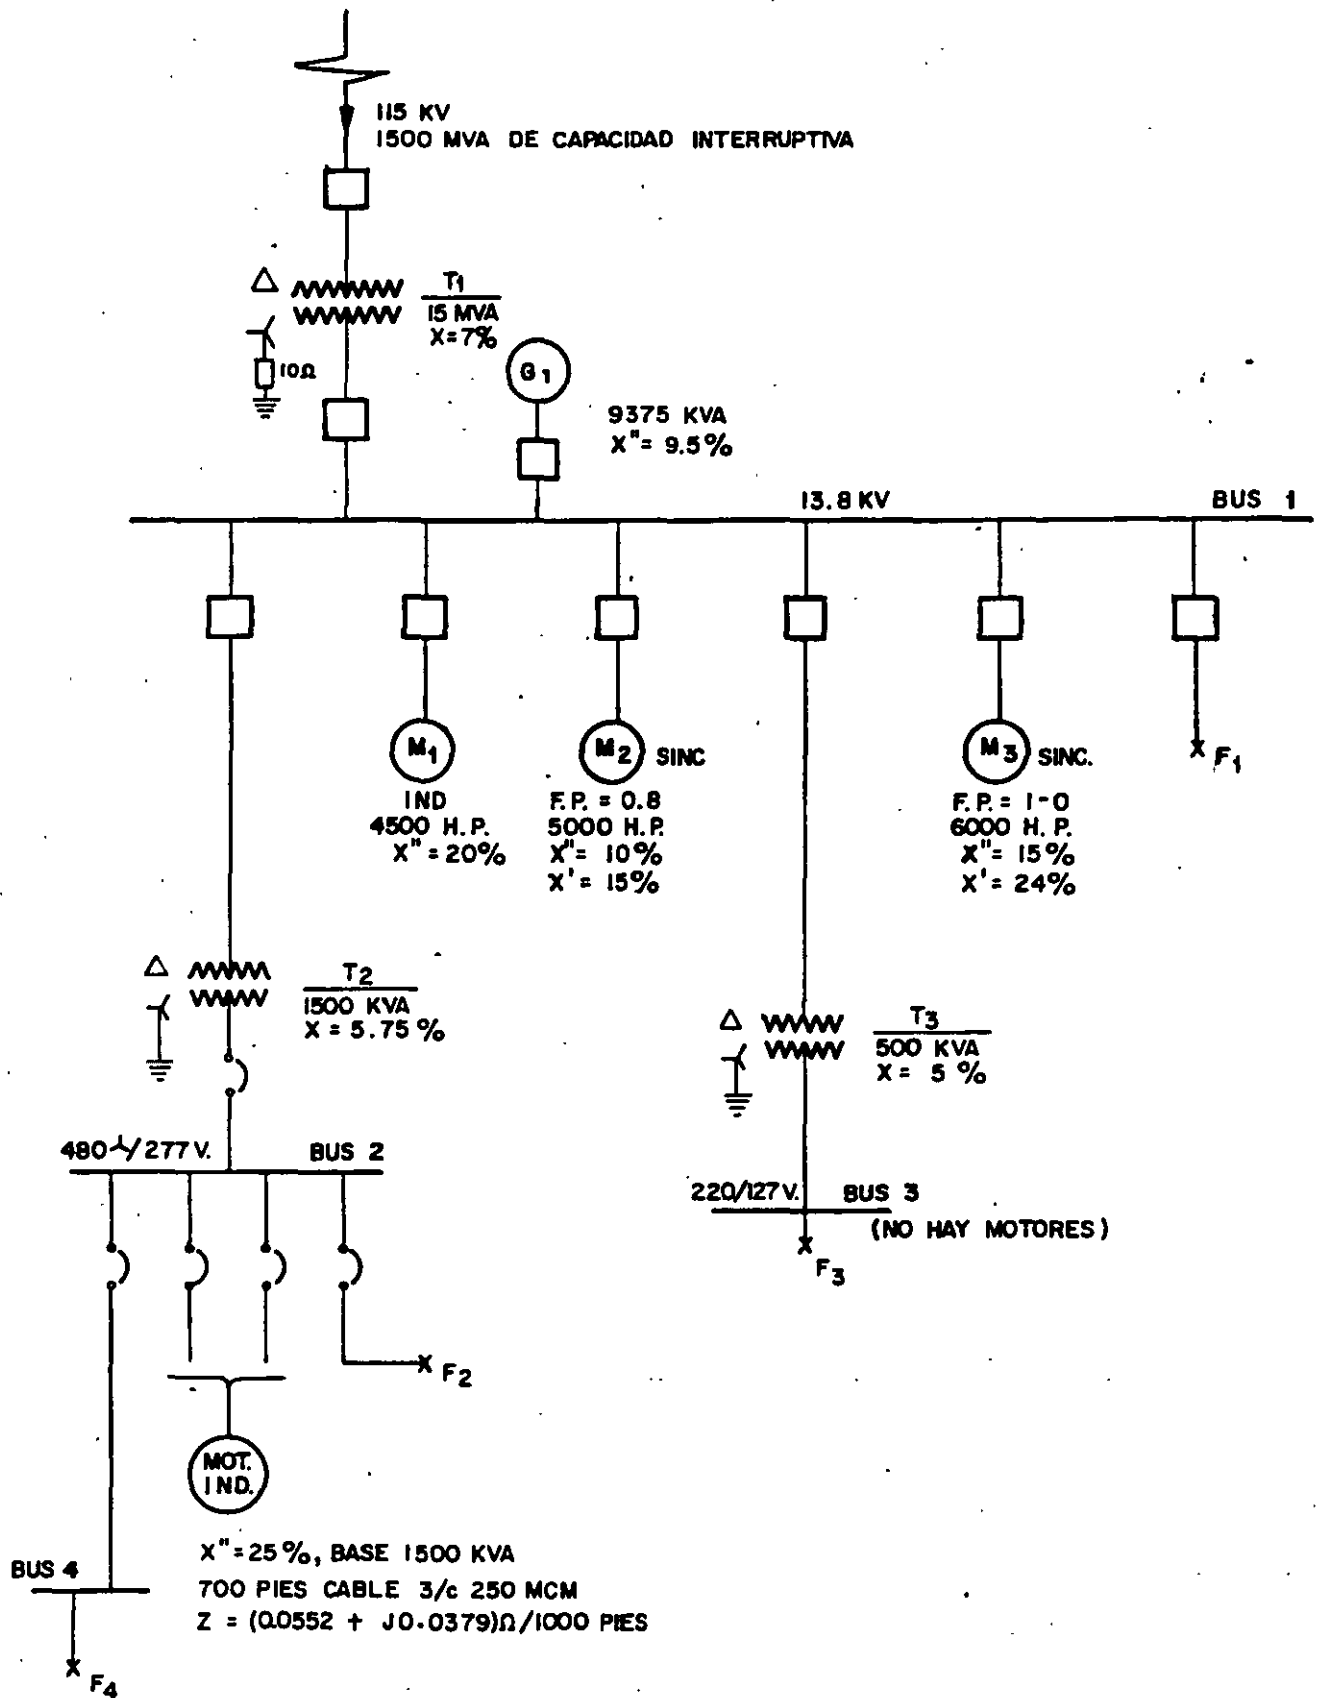 115 KV
1500 MVA DE CAPACIDAD INTERRUPTIVA
T1
15 MVA
X=7%
10Ω
G1
9375 KVA
X"= 9.5%
13.8 KV
BUS 1
M1
IND
4500 H.P.
X"=20%
M2 SINC
F.P. = 0.8
5000 H.P.
X"= 10%
X'= 15%
M3 SINC.
F.P.= 1-0
6000 H.P.
X"= 15%
X'= 24%
F1
T2
1500 KVA
X = 5.75 %
T3
500 KVA
X= 5 %
480⅄/277V.
BUS 2
220/127V. BUS 3
(NO HAY MOTORES)
F3
F2
MOT.
IND.
X"=25%, BASE 1500 KVA
BUS 4
700 PIES CABLE 3/c 250 MCM
Z = (0.0552 + J0.0379)Ω/1000 PIES
F4